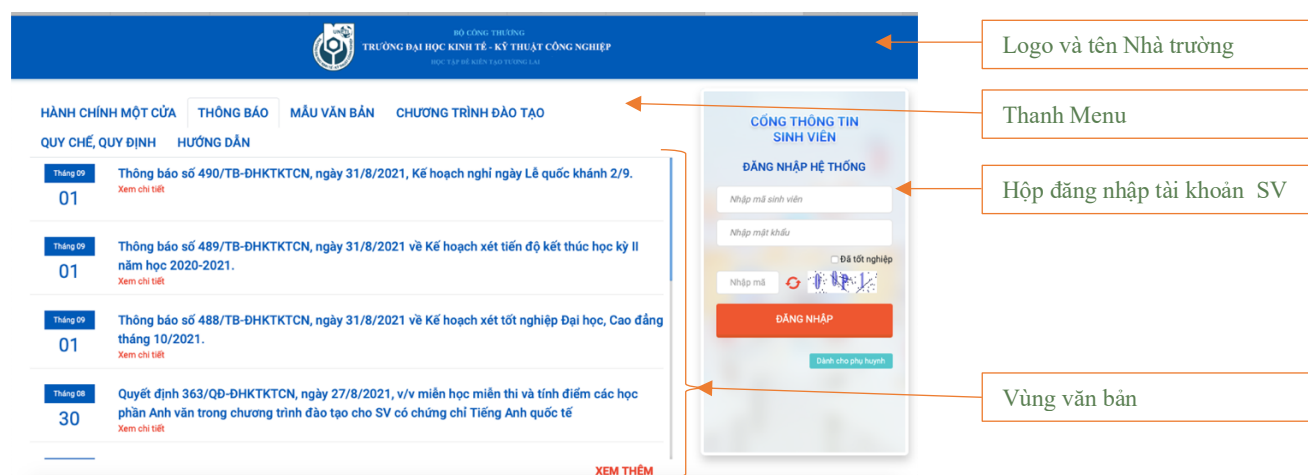 BỘ CÔNG THƯƠNG
TRƯỜNG ĐẠI HỌC KINH TẾ - KỸ THUẬT CÔNG NGHIỆP
HỌC TẬP ĐỂ KIẾN TẠO TƯƠNG LAI
Logo và tên Nhà trường
HÀNH CHÍNH MỘT CỬA THÔNG BÁO MẪU VĂN BẢN CHƯƠNG TRÌNH ĐÀO TẠO
QUY CHẾ, QUY ĐỊNH HƯỚNG DẪN
Thanh Menu
Tháng 09
01
Thông báo số 490/TB-ĐHKTKTCN, ngày 31/8/2021, Kế hoạch nghỉ ngày Lễ quốc khánh 2/9.
Xem chi tiết
Tháng 09
01
Thông báo số 489/TB-ĐHKTKTCN, ngày 31/8/2021 về Kế hoạch xét tiến độ kết thúc học kỳ II
năm học 2020-2021.
Xem chi tiết
Tháng 09
01
Thông báo số 488/TB-ĐHKTKTCN, ngày 31/8/2021 về Kế hoạch xét tốt nghiệp Đại học, Cao đẳng
tháng 10/2021.
Xem chi tiết
Tháng 08
30
Quyết định 363/QĐ-ĐHKTKTCN, ngày 27/8/2021, v/v miễn học miễn thi và tính điểm các học
phần Anh văn trong chương trình đào tạo cho SV có chứng chỉ Tiếng Anh quốc tế
Xem chi tiết
XEM THÊM
CỔNG THÔNG TIN
SINH VIÊN
ĐĂNG NHẬP HỆ THỐNG
Nhập mã sinh viên
Nhập mật khẩu
Đã tốt nghiệp
Nhập mã
ĐĂNG NHẬP
Dành cho phụ huynh
Hộp đăng nhập tài khoản SV
Vùng văn bản